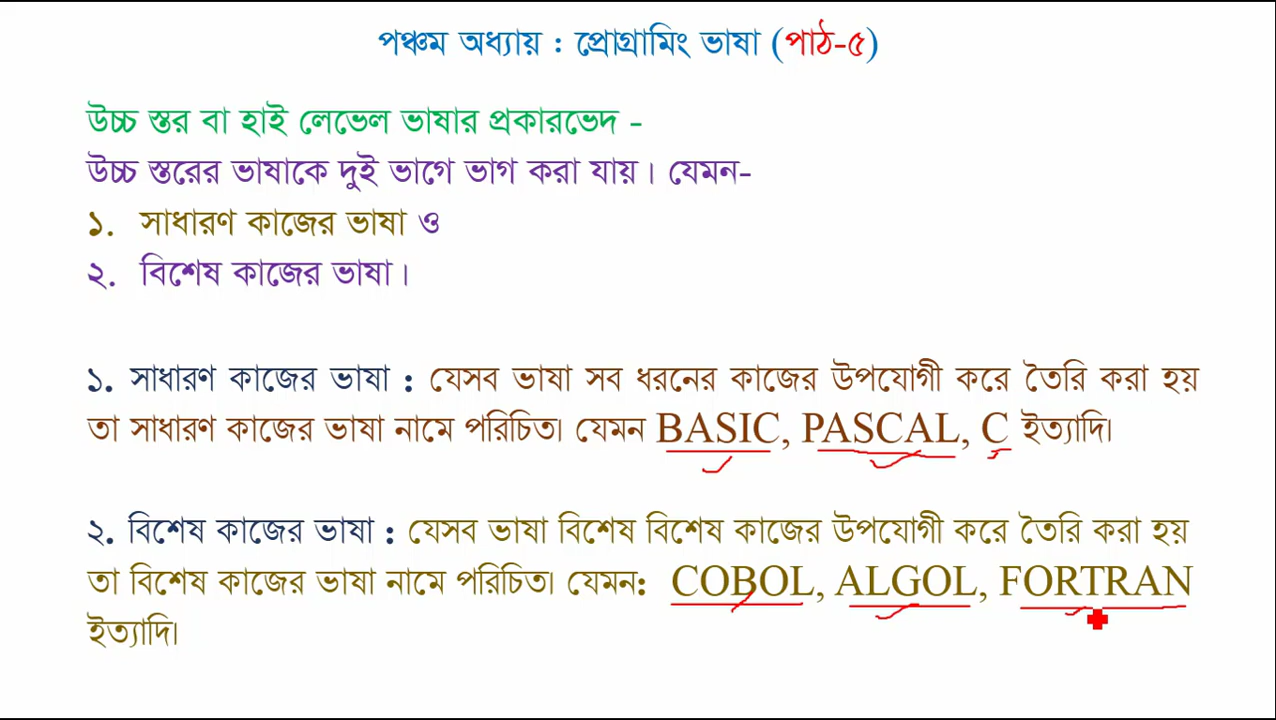 পঞ্চম অধ্যায় : প্রোগ্রামিং ভাষা (পাঠ-৫)
উচ্চ স্তর বা হাই লেভেল ভাষার প্রকারভেদ -
উচ্চ স্তরের ভাষাকে দুই ভাগে ভাগ করা যায়। যেমন-
১. সাধারণ কাজের ভাষা ও
২. বিশেষ কাজের ভাষা।
১. সাধারণ কাজের ভাষা : যেসব ভাষা সব ধরনের কাজের উপযোগী করে তৈরি করা হয়
তা সাধারণ কাজের ভাষা নামে পরিচিত। যেমন BASIC, PASCAL, C ইত্যাদি।
২. বিশেষ কাজের ভাষা : যেসব ভাষা বিশেষ বিশেষ কাজের উপযোগী করে তৈরি করা হয়
তা বিশেষ কাজের ভাষা নামে পরিচিত। যেমন: COBOL, ALGOL, FORTRAN
ইত্যাদি।